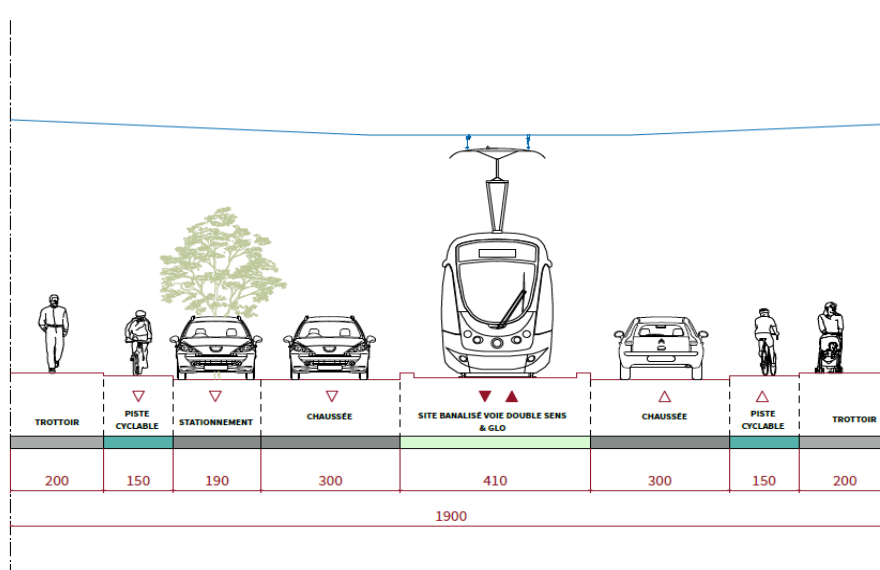 TROTTOIR
PISTE
CYCLABLE
STATIONNEMENT
CHAUSSÉE
SITE BANALISÉ VOIE DOUBLE SENS
& GLO
CHAUSSÉE
PISTE
CYCLABLE
TROTTOIR
200 150 190 300 410 300 150 200
1900